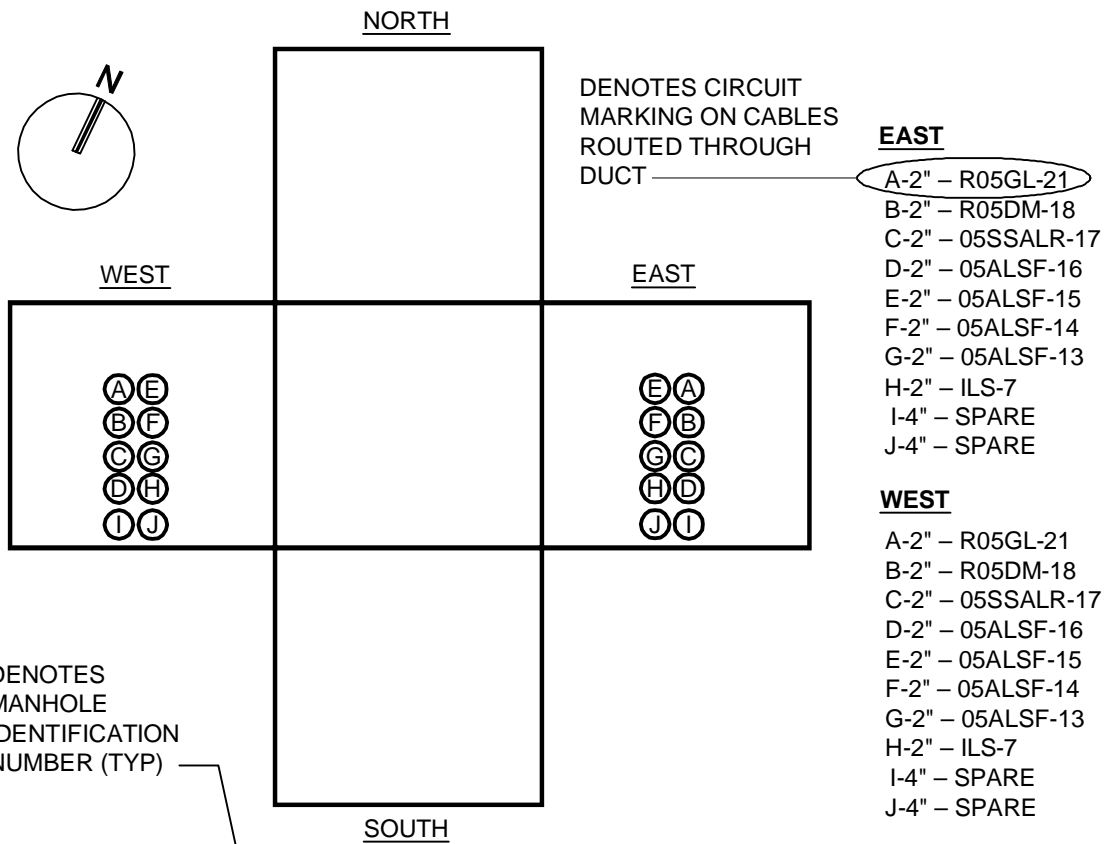 NORTH
N
DENOTES CIRCUIT
MARKING ON CABLES
ROUTED THROUGH
DUCT
EAST
A-2" – R05GL-21
B-2" – R05DM-18
C-2" – 05SSALR-17
D-2" – 05ALSF-16
E-2" – 05ALSF-15
F-2" – 05ALSF-14
G-2" – 05ALSF-13
H-2" – ILS-7
I-4" – SPARE
J-4" – SPARE
WEST
A-2" – R05GL-21
B-2" – R05DM-18
C-2" – 05SSALR-17
D-2" – 05ALSF-16
E-2" – 05ALSF-15
F-2" – 05ALSF-14
G-2" – 05ALSF-13
H-2" – ILS-7
I-4" – SPARE
J-4" – SPARE
WEST
A E
B F
C G
D H
I J
EAST
E A
F B
G C
H D
J I
DENOTES
MANHOLE
IDENTIFICATION
NUMBER (TYP)
SOUTH